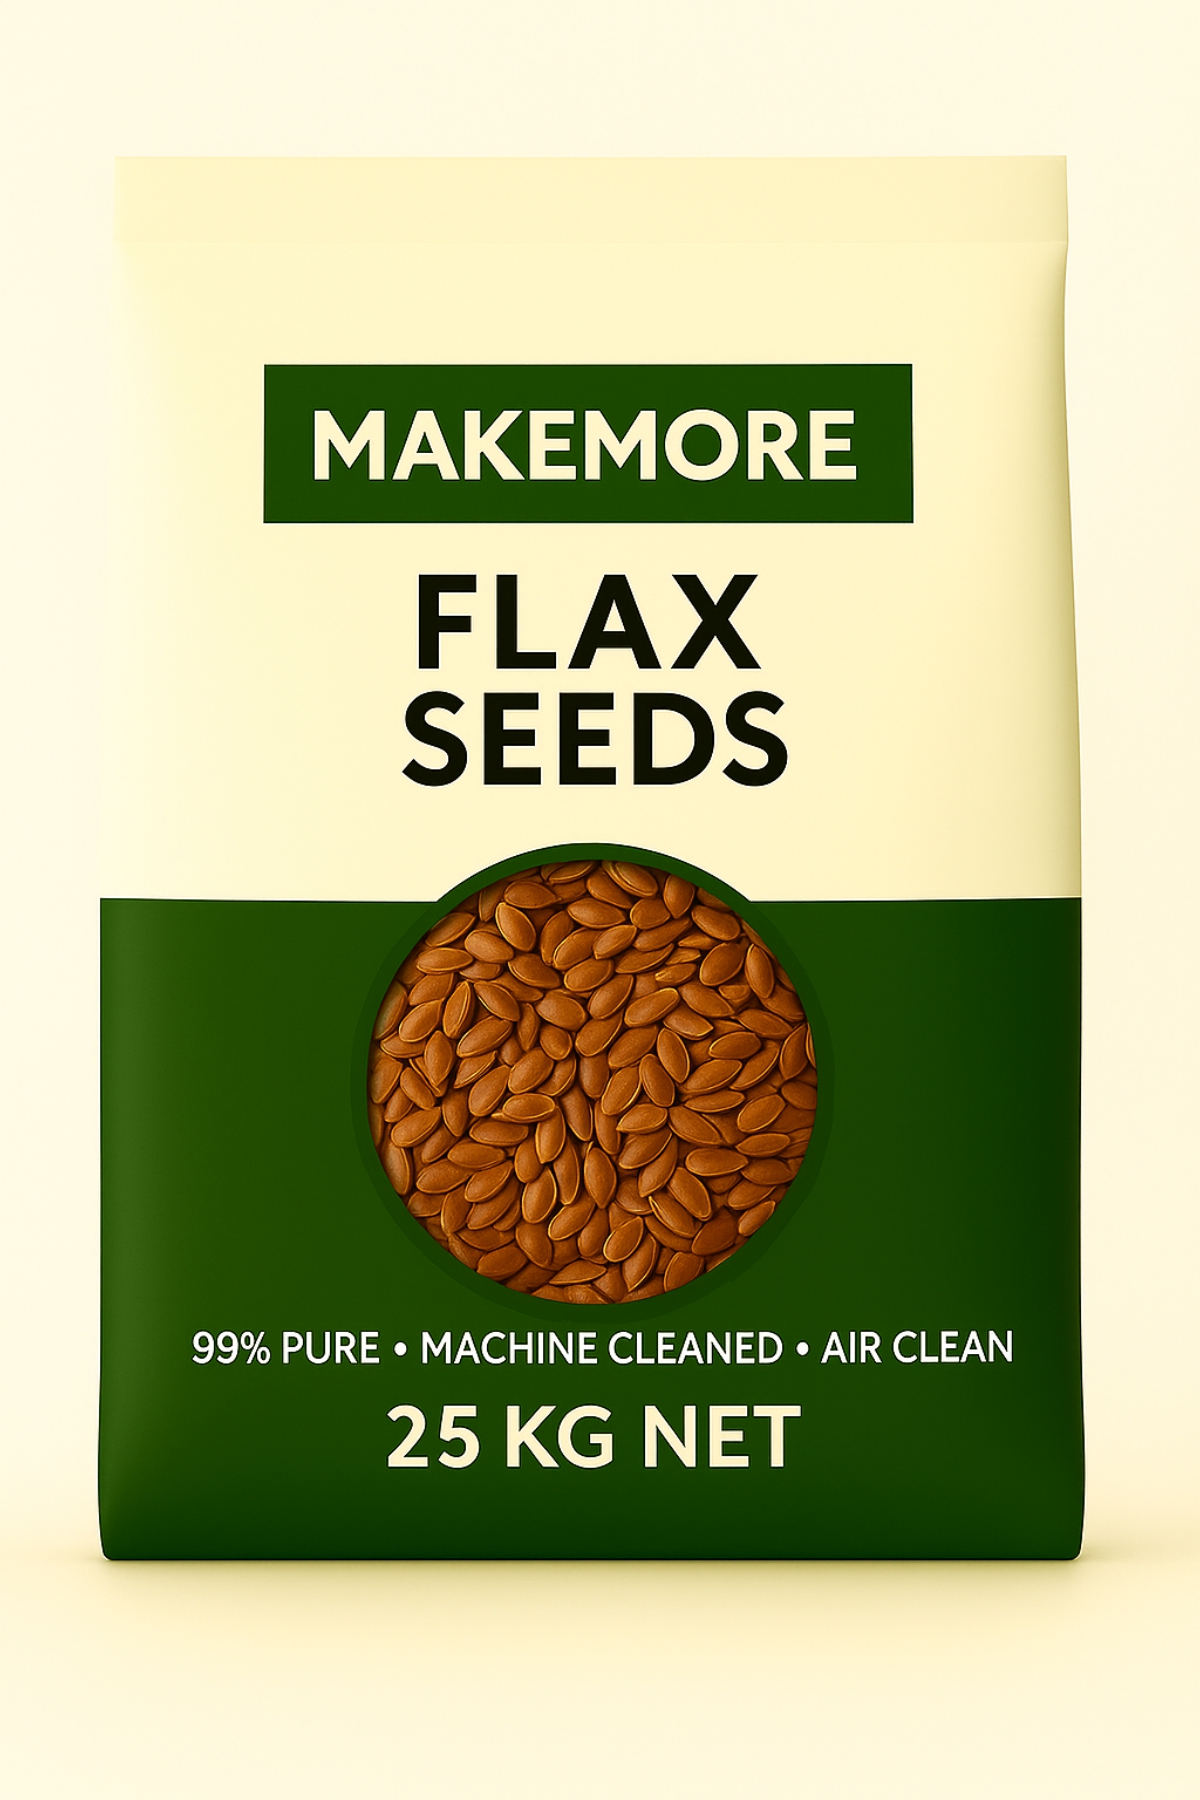 MAKEMORE
FLAX
SEEDS
99% PURE • MACHINE CLEANED • AIR CLEAN
25 KG NET